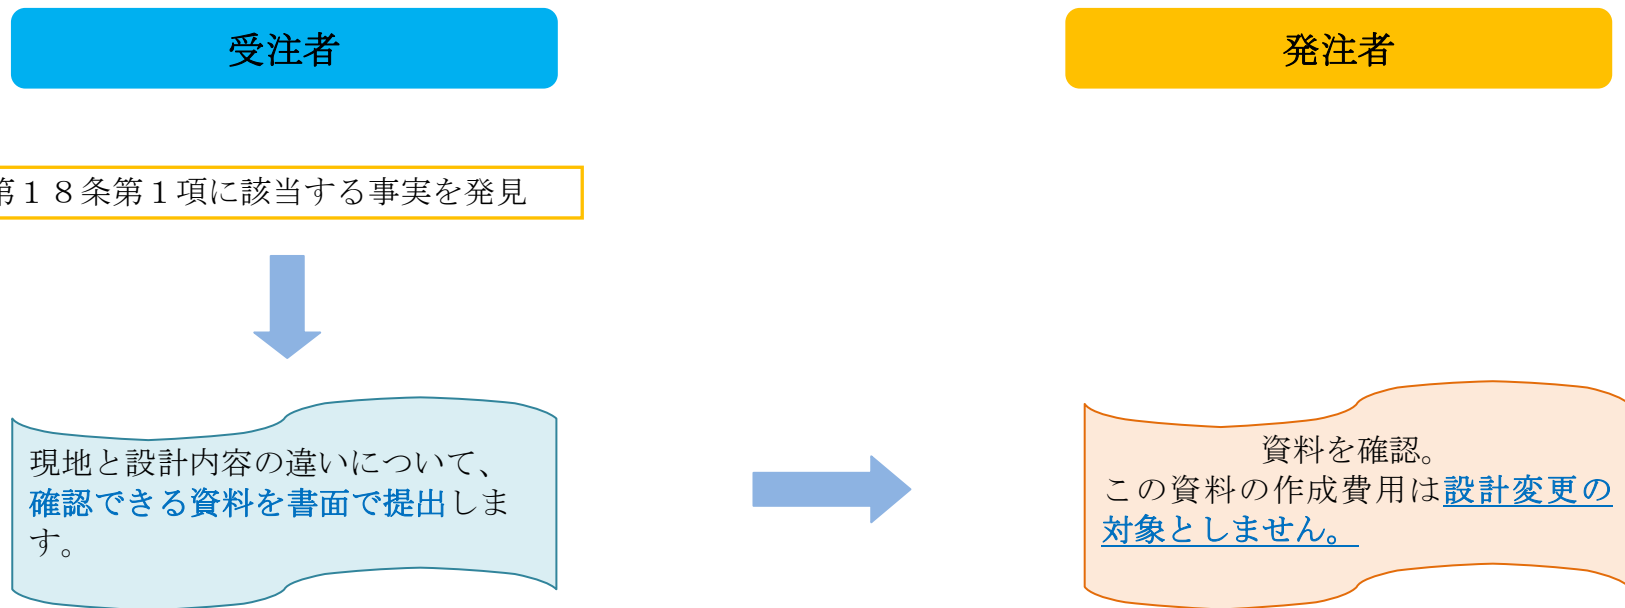 受注者
発注者
第１８条第１項に該当する事実を発見
現地と設計内容の違いについて、
確認できる資料を書面で提出しま
す。
資料を確認。
この資料の作成費用は設計変更の
対象としません。